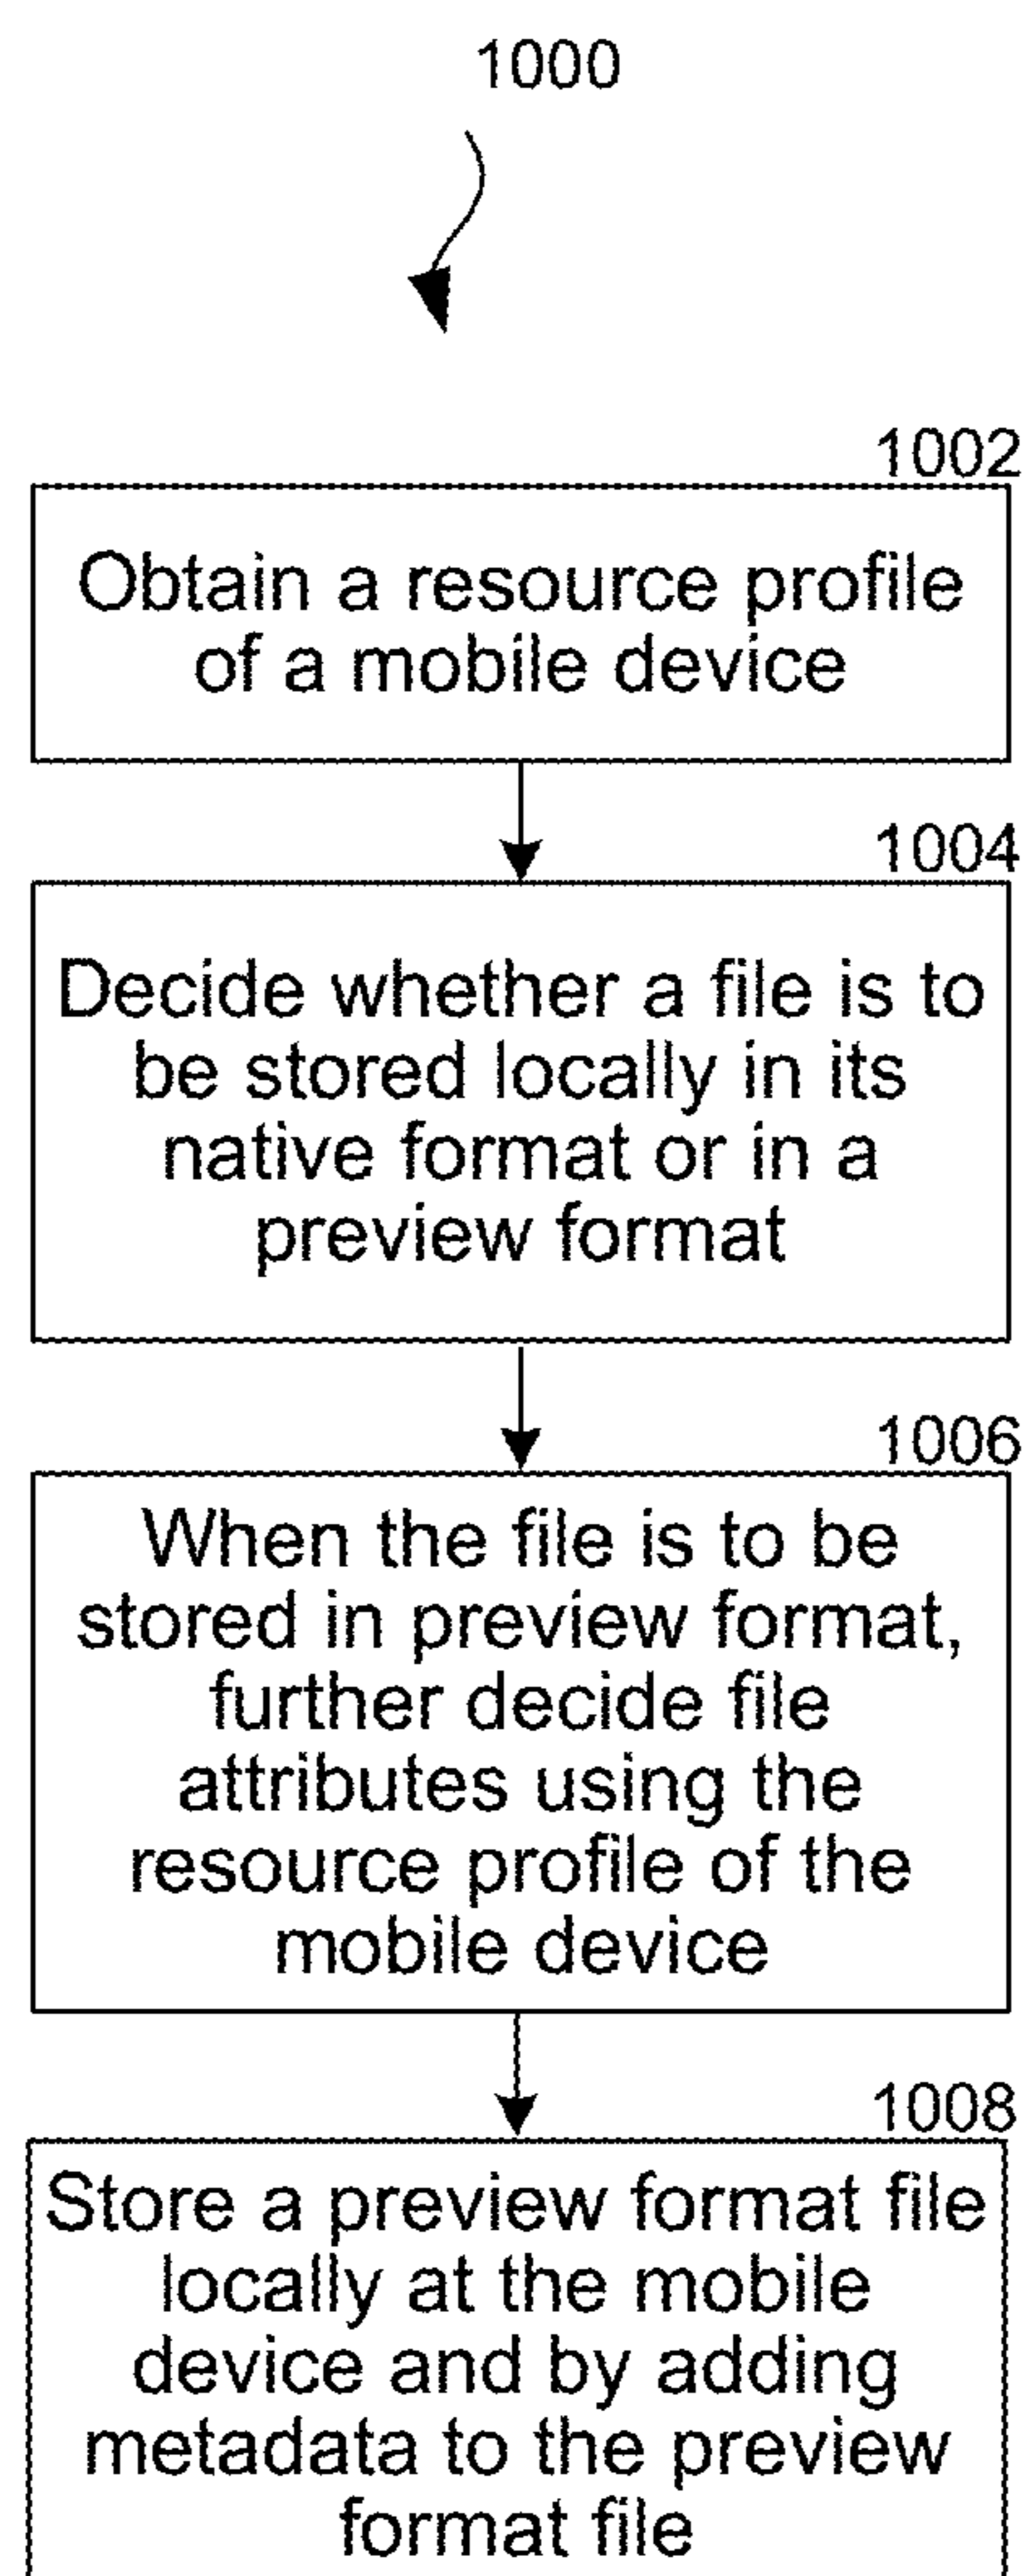 1000
1002
Obtain a resource profile
of a mobile device
1004
Decide whether a file is to
be stored locally in its
native format or in a
preview format
1006
When the file is to be
stored in preview format,
further decide file
attributes using the
resource profile of the
mobile device
1008
Store a preview format file
locally at the mobile
device and by adding
metadata to the preview
format file